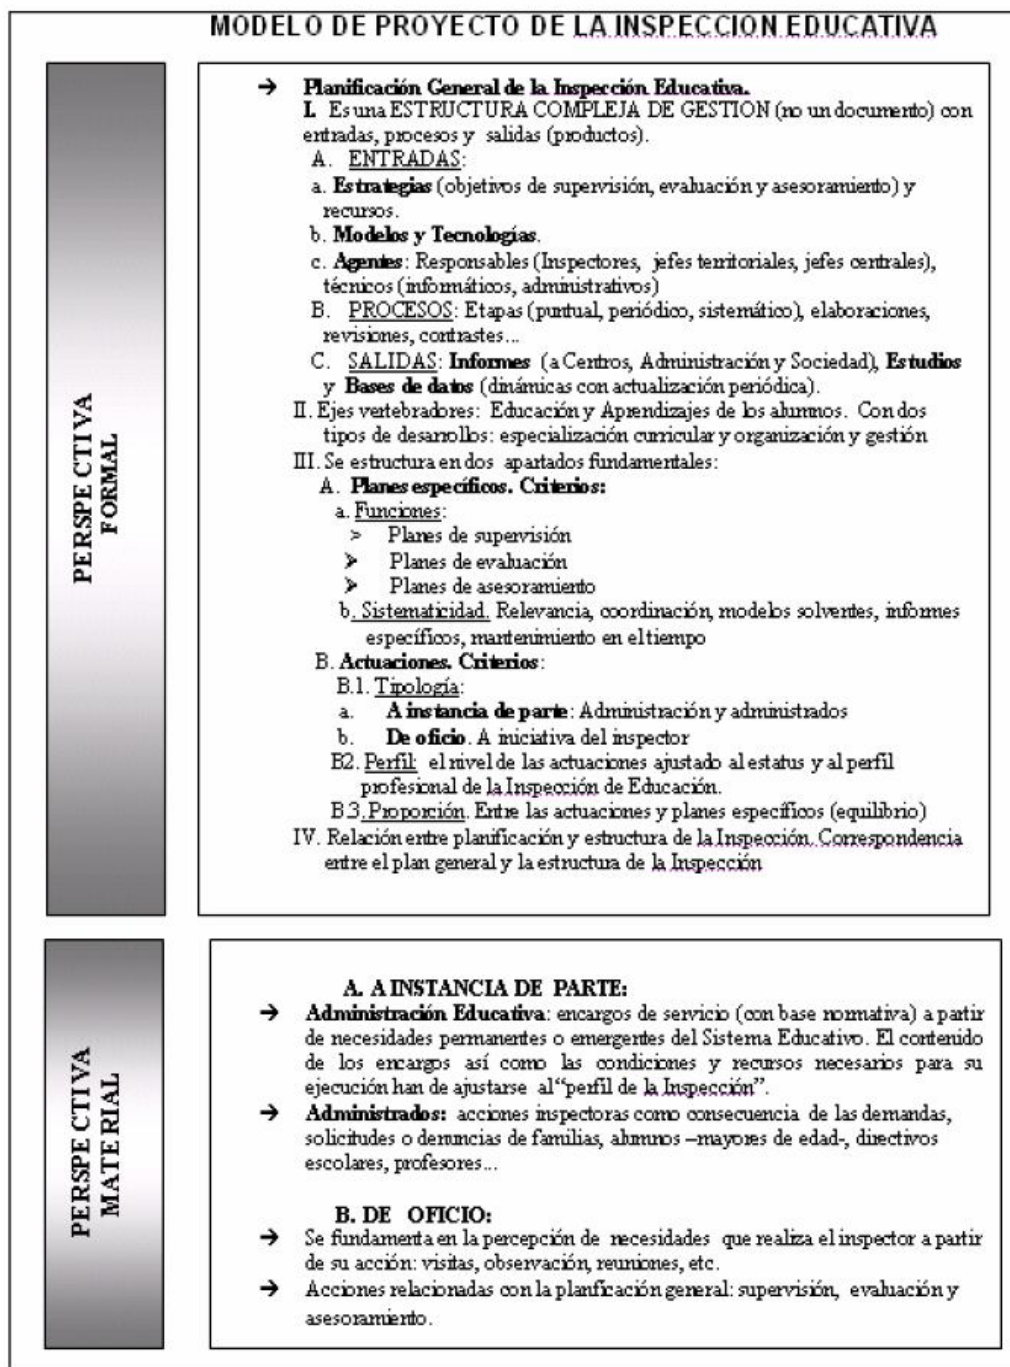 MODELO DE PROYECTO DE LA INSPECCION EDUCATIVA
PERSPECTIVA
FORMAL
→ Planificación General de la Inspección Educativa.
I. Es una ESTRUCTURA COMPLEJA DE GESTION (no un documento) con
entradas, procesos y salidas (productos).
A. ENTRADAS:
a. Estrategias (objetivos de supervisión, evaluación y asesoramiento) y
recursos.
b. Modelos y Tecnologías.
c. Agentes: Responsables (Inspectores, jefes territoriales, jefes centrales),
técnicos (informáticos, administrativos)
B. PROCESOS: Etapas (puntual, periódico, sistemático), elaboraciones,
revisiones, contrastes...
C. SALIDAS: Informes (a Centros, Administración y Sociedad), Estudios
y Bases de datos (dinámicas con actualización periódica).
II. Ejes vertebradores: Educación y Aprendizajes de los alumnos. Con dos
tipos de desarrollos: especialización curricular y organización y gestión
III. Se estructura en dos apartados fundamentales:
A. Planes específicos. Criterios:
a. Funciones:
➢ Planes de supervisión
➢ Planes de evaluación
➢ Planes de asesoramiento
b. Sistematicidad. Relevancia, coordinación, modelos solventes, informes
específicos, mantenimiento en el tiempo
B. Actuaciones. Criterios:
B.1. Tipología:
a. A instancia de parte: Administración y administrados
b. De oficio. A iniciativa del inspector
B2. Perfil: el nivel de las actuaciones ajustado al estatus y al perfil
profesional de la Inspección de Educación.
B.3. Proporción. Entre las actuaciones y planes específicos (equilibrio)
IV. Relación entre planificación y estructura de la Inspección. Correspondencia
entre el plan general y la estructura de la Inspección
PERSPECTIVA
MATERIAL
A. A INSTANCIA DE PARTE:
→ Administración Educativa: encargos de servicio (con base normativa) a partir
de necesidades permanentes o emergentes del Sistema Educativo. El contenido
de los encargos así como las condiciones y recursos necesarios para su
ejecución han de ajustarse al “perfil de la Inspección”.
→ Administrados: acciones inspectoras como consecuencia de las demandas,
solicitudes o denuncias de familias, alumnos –mayores de edad-, directivos
escolares, profesores...
B. DE OFICIO:
→ Se fundamenta en la percepción de necesidades que realiza el inspector a partir
de su acción: visitas, observación, reuniones, etc.
→ Acciones relacionadas con la planficación general: supervisión, evaluación y
asesoramiento.